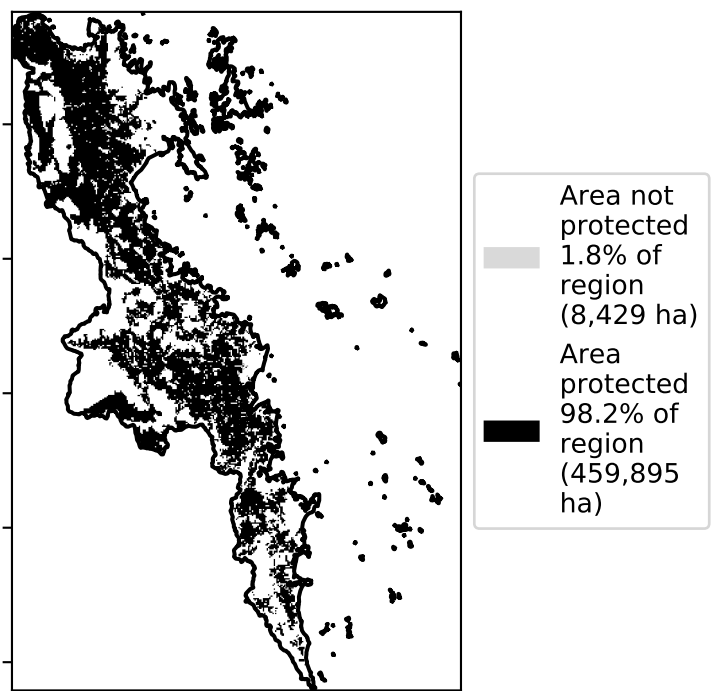 Area not
protected
1.8% of
region
(8,429 ha)
Area
protected
98.2% of
region
(459,895
ha)